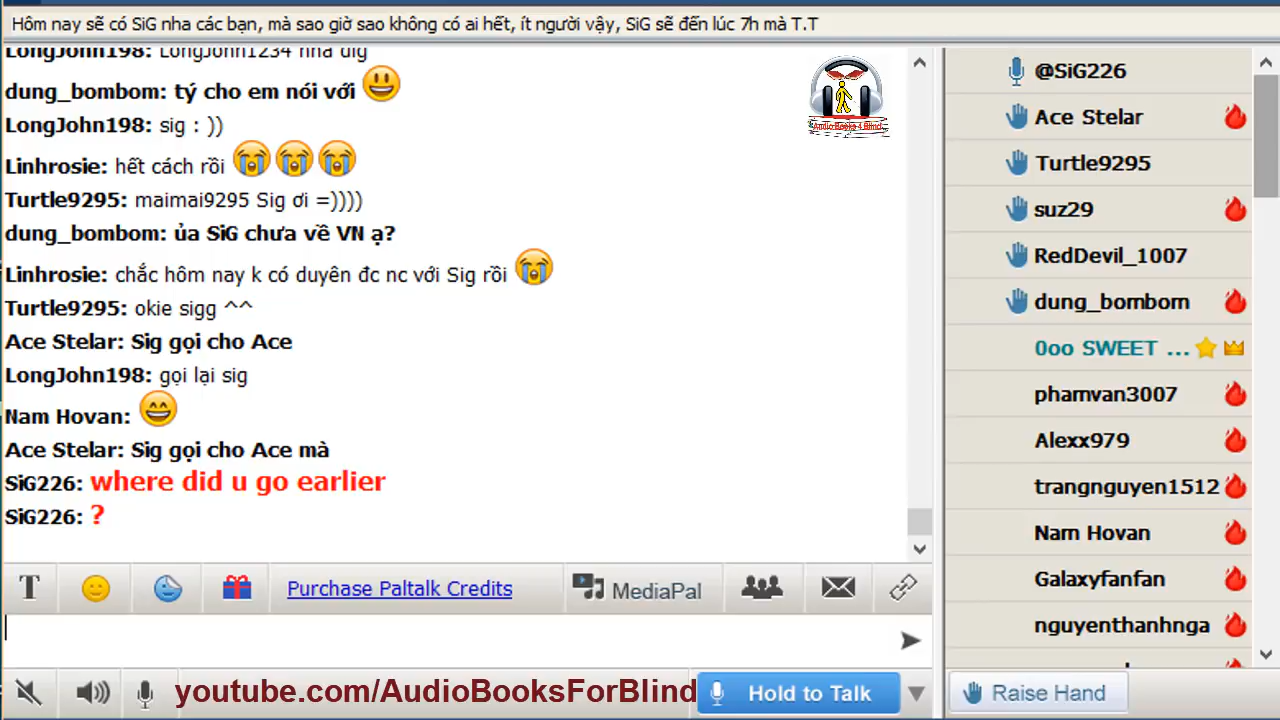 Hôm nay sẽ có SiG nha các bạn, mà sao giờ sao không có ai hết, ít người vậy, SiG sẽ đến lúc 7h mà T.T
LongJohn198: LongJohn1234 nha dig
dung_bombom: tý cho em nói với
LongJohn198: sig : ))
Linhrosie: hết cách rồi
Turtle9295: maimai9295 Sig ơi =))))
dung_bombom: ủa SiG chưa về VN ạ?
Linhrosie: chắc hôm nay k có duyên đc nc với Sig rồi
Turtle9295: okie sigg ^^
Ace Stelar: Sig gọi cho Ace
LongJohn198: gọi lại sig
Nam Hovan:
Ace Stelar: Sig gọi cho Ace mà
SiG226: where did u go earlier
SiG226: ?
AudioBooks4Blind
@SiG226
Ace Stelar
Turtle9295
suz29
RedDevil_1007
dung_bombom
0oo SWEET ...
phamvan3007
Alexx979
trangnguyen1512
Nam Hovan
Galaxyfanfan
nguyenthanhnga
T
Purchase Paltalk Credits
MediaPal
youtube.com/AudioBooksForBlind
Hold to Talk
Raise Hand